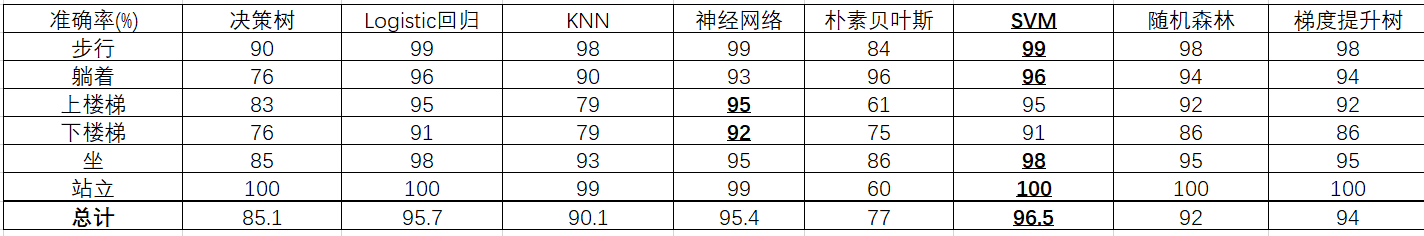 准确率(%) 决策树 Logistic回归 KNN 神经网络 朴素贝叶斯 SVM 随机森林 梯度提升树
步行 90 99 98 99 84 99 98 98
躺着 76 96 90 93 96 96 94 94
上楼梯 83 95 79 95 61 95 92 92
下楼梯 76 91 79 92 75 91 86 86
坐 85 98 93 95 86 98 95 95
站立 100 100 99 99 60 100 100 100
总计 85.1 95.7 90.1 95.4 77 96.5 92 94